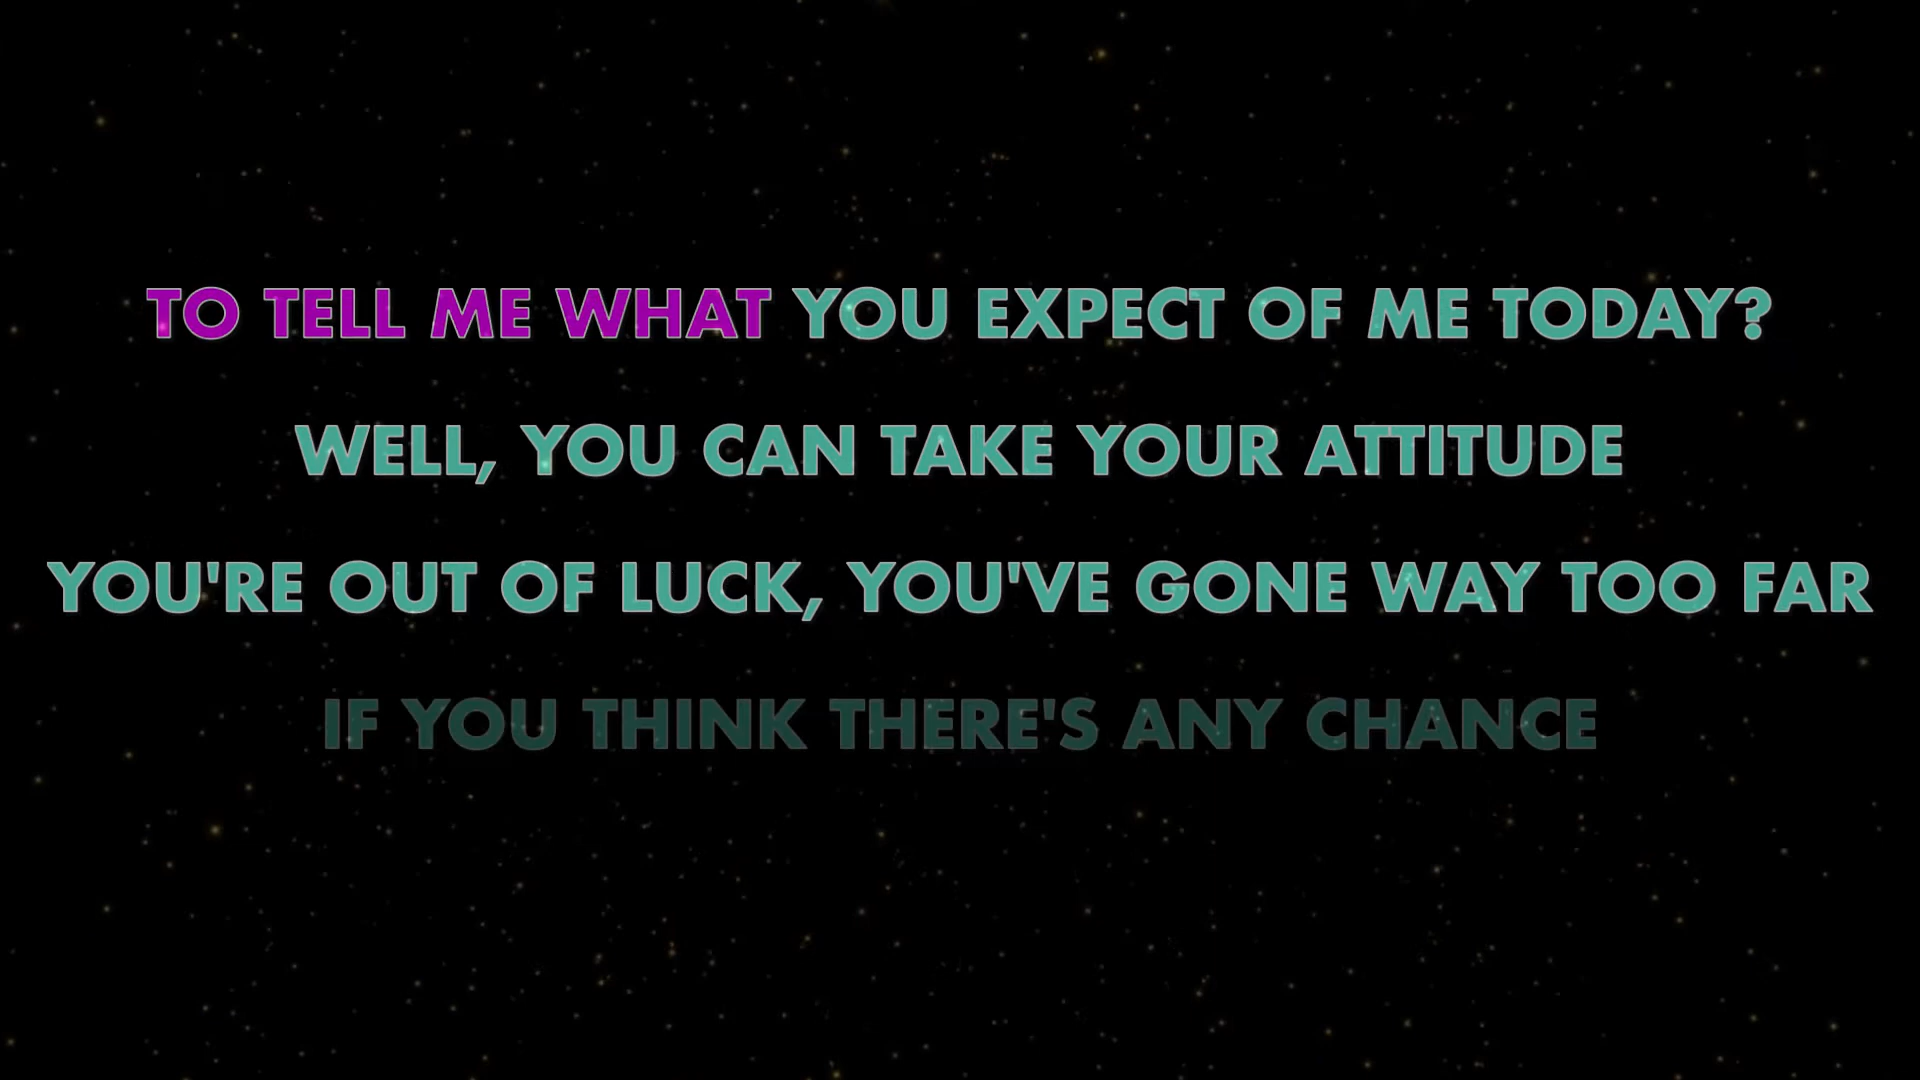 TO TELL ME WHAT YOU EXPECT OF ME TODAY?
WELL, YOU CAN TAKE YOUR ATTITUDE
YOU'RE OUT OF LUCK, YOU'VE GONE WAY TOO FAR
IF YOU THINK THERE'S ANY CHANCE